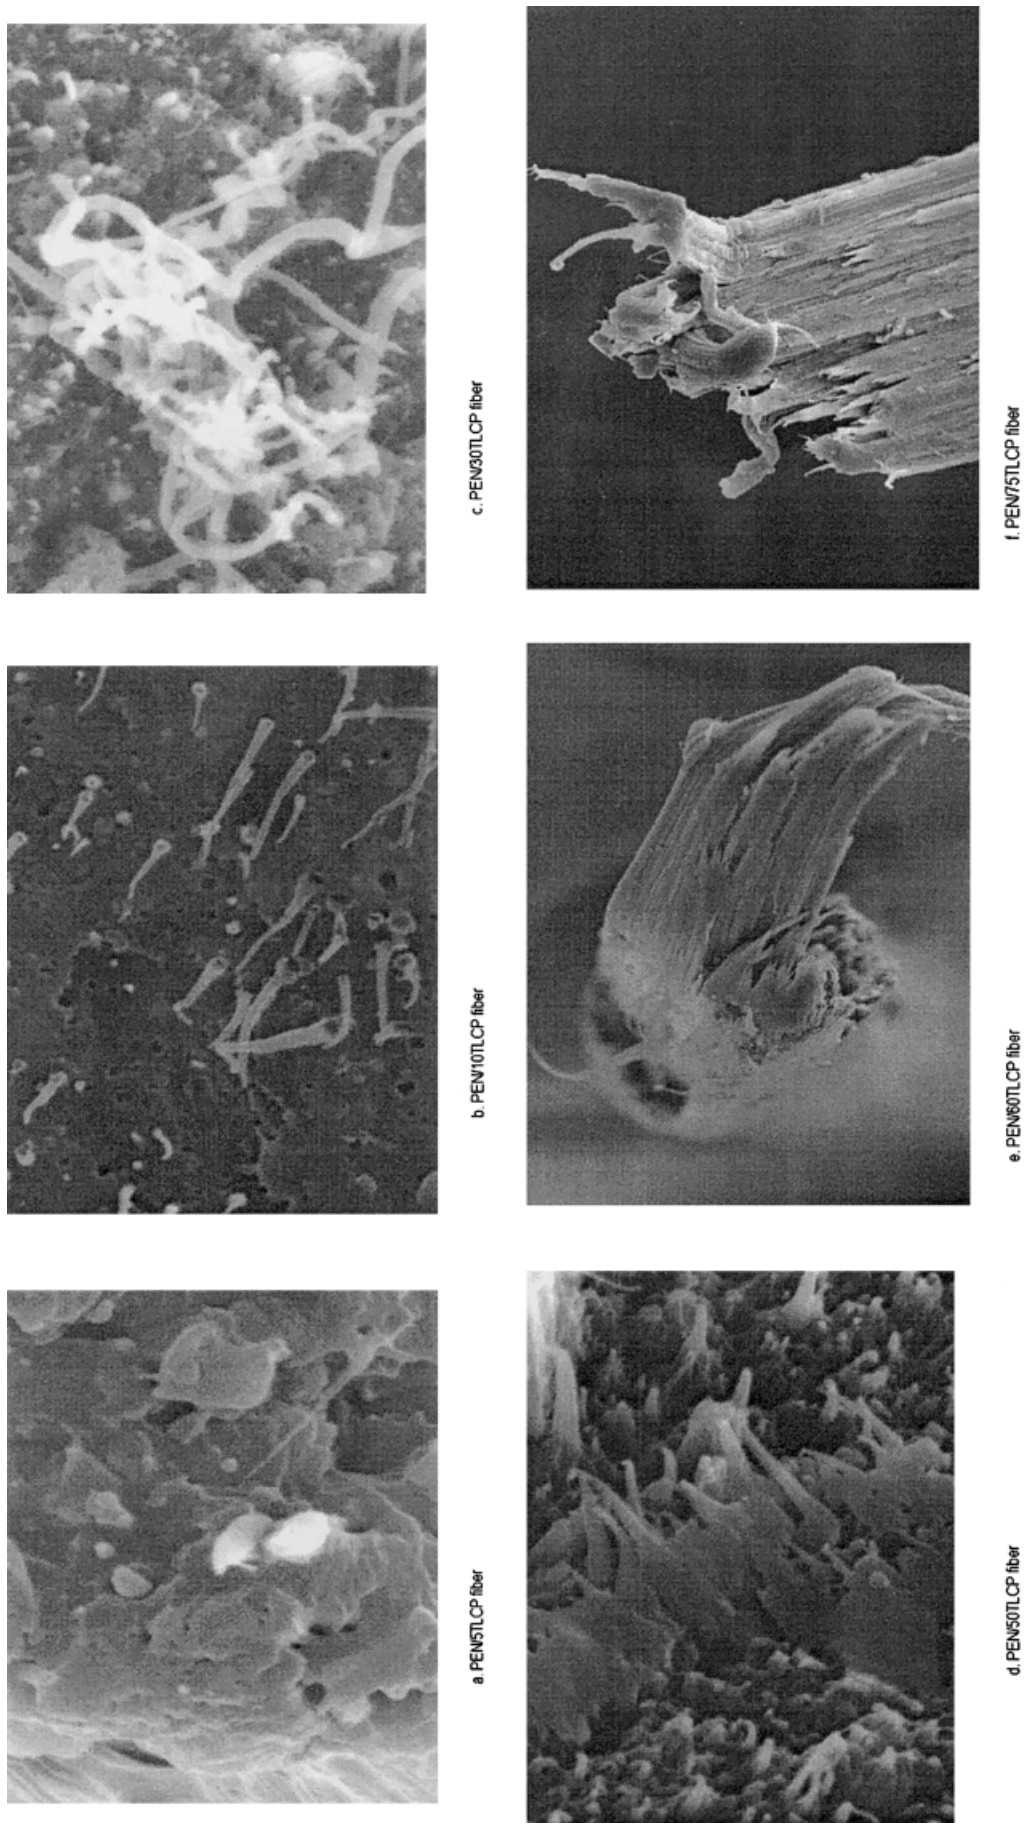 a. PEN/5TLCP fiber
b. PEN/10TLCP fiber
c. PEN/30TLCP fiber
d. PEN/50TLCP fiber
e. PEN/60TLCP fiber
f. PEN/75TLCP fiber